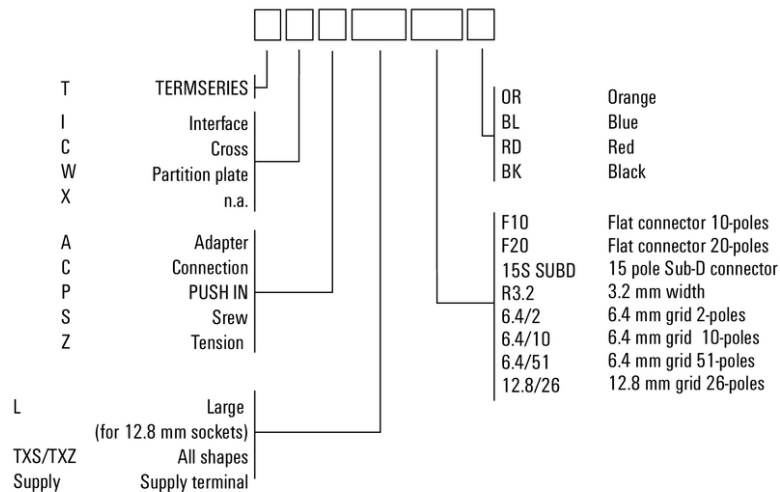 T TERMSERIES
I Interface
C Cross
W Partition plate
X n.a.
A Adapter
C Connection
P PUSH IN
S Srew
Z Tension
L Large
(for 12.8 mm sockets)
TXS/TXZ All shapes
Supply Supply terminal
OR Orange
BL Blue
RD Red
BK Black
F10 Flat connector 10-poles
F20 Flat connector 20-poles
15S SUBD 15 pole Sub-D connector
R3.2 3.2 mm width
6.4/2 6.4 mm grid 2-poles
6.4/10 6.4 mm grid 10-poles
6.4/51 6.4 mm grid 51-poles
12.8/26 12.8 mm grid 26-poles